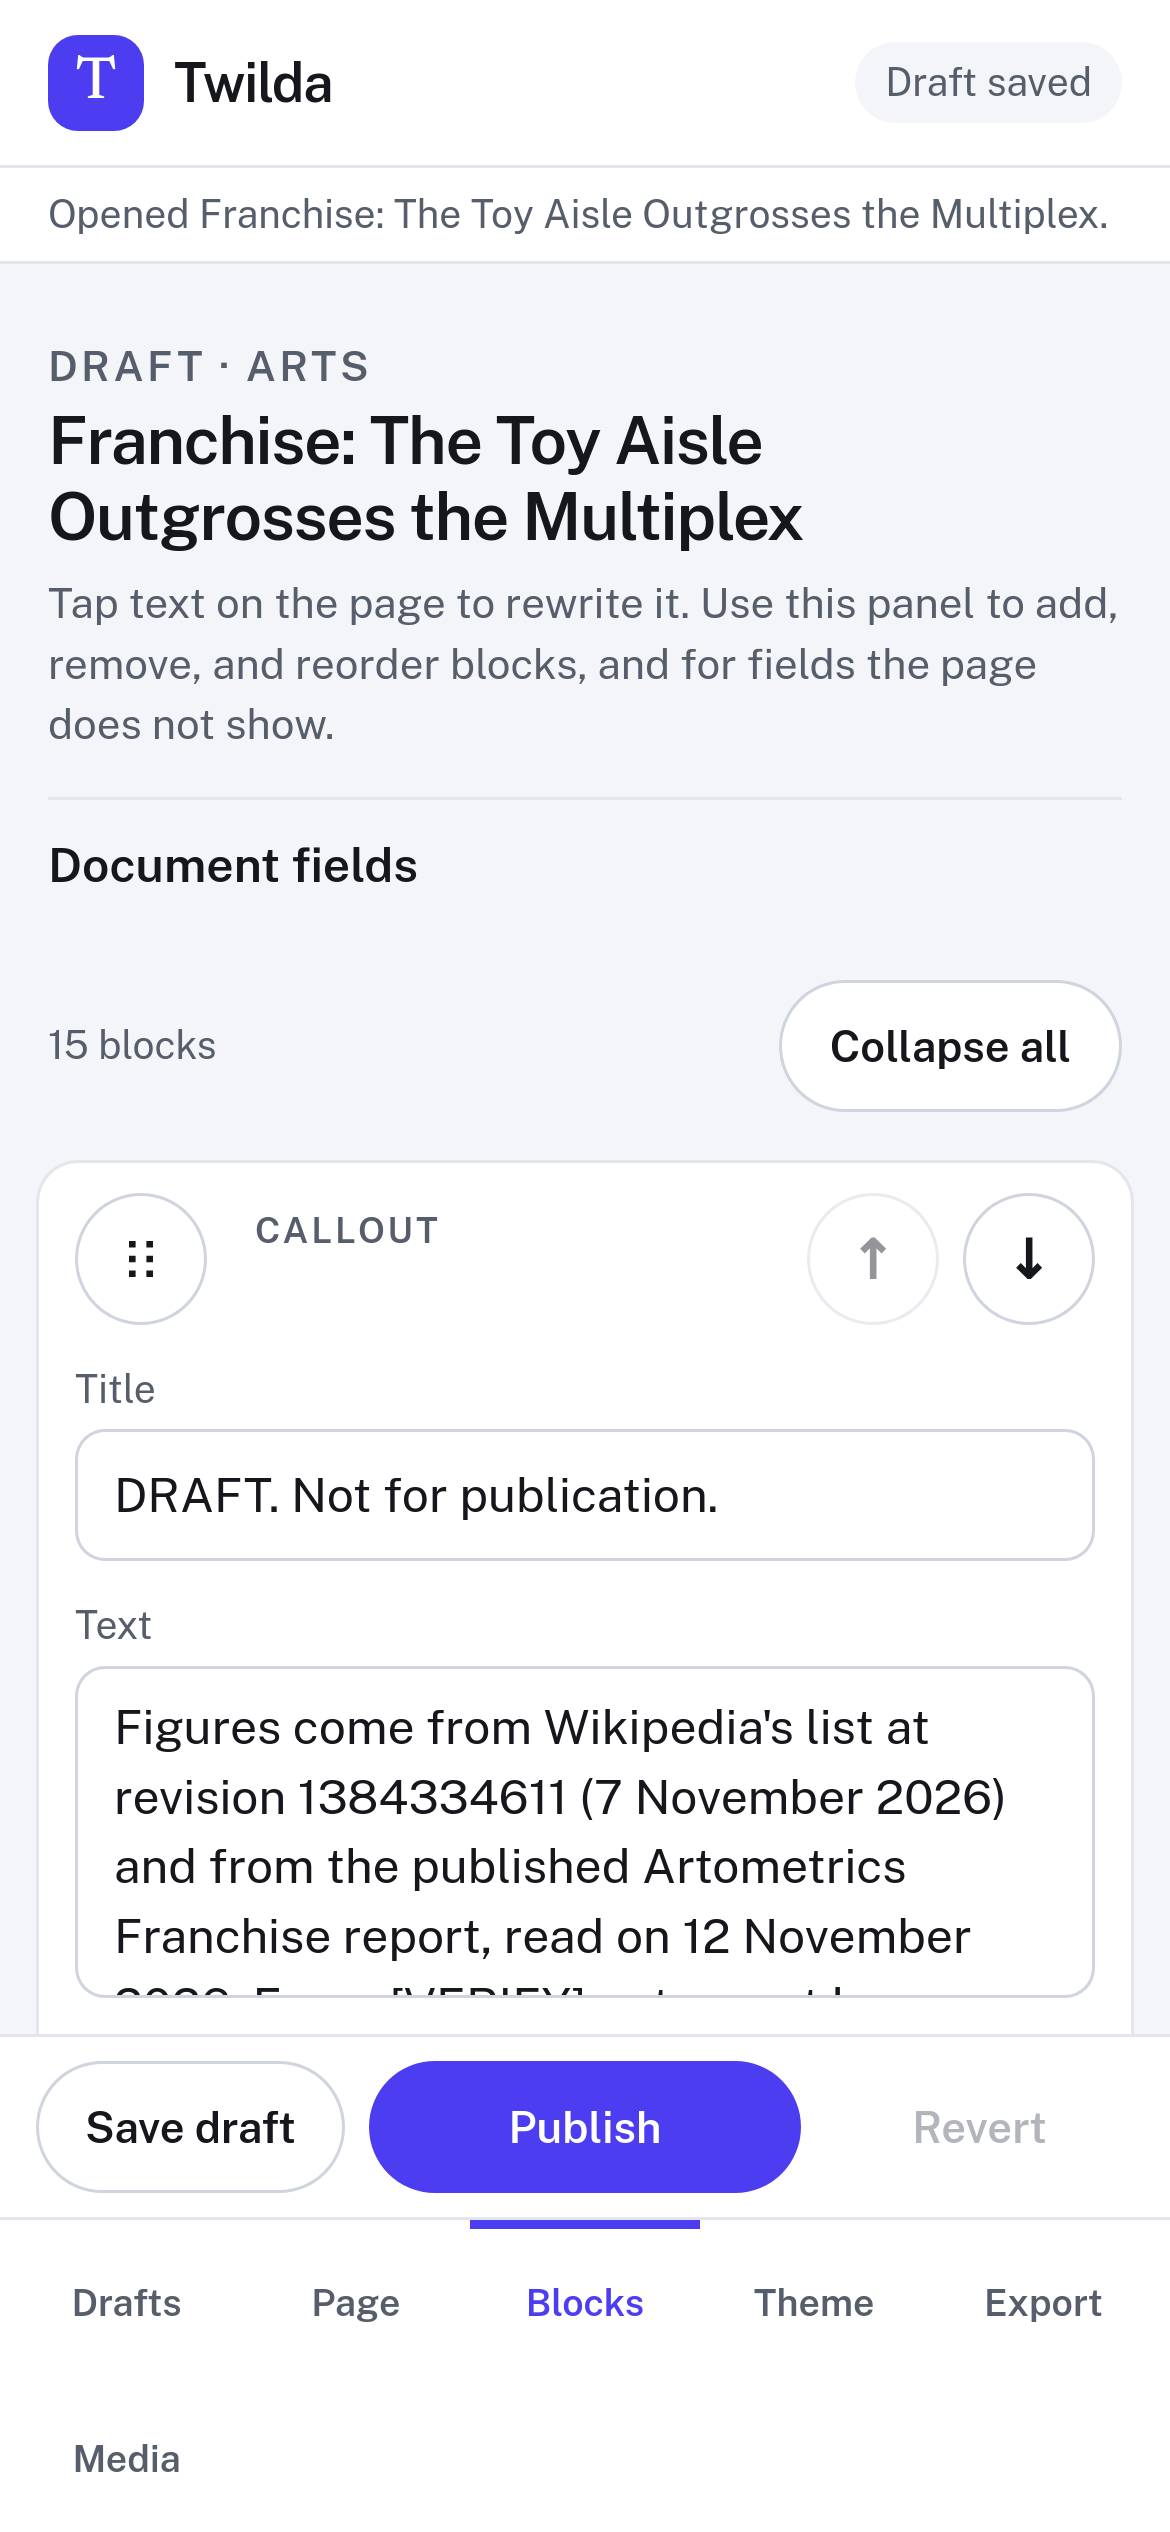 T
Twilda
Draft saved
Opened Franchise: The Toy Aisle Outgrosses the Multiplex.
DRAFT · ARTS
Franchise: The Toy Aisle
Outgrosses the Multiplex
Tap text on the page to rewrite it. Use this panel to add,
remove, and reorder blocks, and for fields the page
does not show.
Document fields
15 blocks
Collapse all
CALLOUT
↑
↓
Title
DRAFT. Not for publication.
Text
Figures come from Wikipedia's list at
revision 1384334611 (7 November 2026)
and from the published Artometrics
Franchise report, read on 12 November
Save draft
Publish
Revert
Drafts
Page
Blocks
Theme
Export
Media